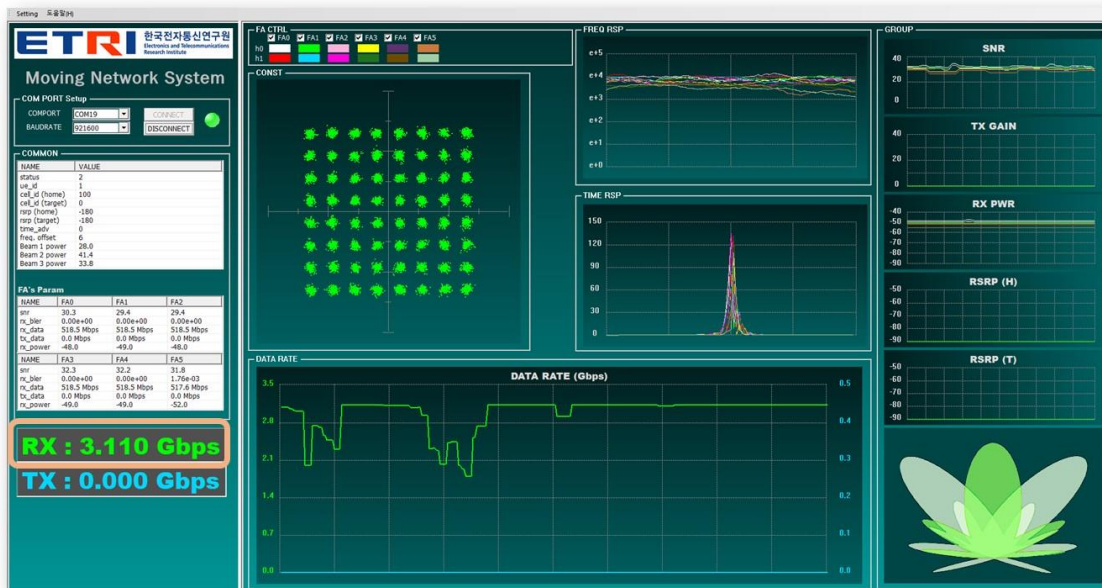 Setting 도움말(H)
ETRI 한국전자통신연구원
Electronics and Telecommunications
Research Institute
Moving Network System
COM PORT Setup
COMPORT COM19 CONNECT
BAUDRATE 921600 DISCONNECT
COMMON
NAME VALUE
status 2
ue_id 1
cell_id (home) 100
cell_id (target) 0
rsrp (home) -180
rsrp (target) -180
time_adv 0
freq. offset 6
Beam 1 power 28.0
Beam 2 power 41.4
Beam 3 power 33.8
FA's Param
NAME FA0 FA1 FA2
snr 30.3 29.4 29.4
rx_bler 0.00e+00 0.00e+00 0.00e+00
rx_data 518.5 Mbps 518.5 Mbps 518.5 Mbps
tx_data 0.0 Mbps 0.0 Mbps 0.0 Mbps
rx_power -48.0 -49.0 -48.0
NAME FA3 FA4 FA5
snr 32.3 32.2 31.8
rx_bler 0.00e+00 0.00e+00 1.76e-03
rx_data 518.5 Mbps 518.5 Mbps 517.6 Mbps
tx_data 0.0 Mbps 0.0 Mbps 0.0 Mbps
rx_power -49.0 -49.0 -52.0
RX : 3.110 Gbps
TX : 0.000 Gbps
FA CTRL
FA0 FA1 FA2 FA3 FA4 FA5
h0
h1
CONST
FREQ RSP
e+5
e+4
e+3
e+2
e+1
e+0
TIME RSP
150
120
90
60
30
0
DATA RATE
DATA RATE (Gbps)
3.5 0.5
2.8 0.4
2.1 0.3
1.4 0.2
0.7 0.1
0.0 0.0
GROUP
SNR
40
20
0
TX GAIN
40
20
0
RX PWR
-40
-50
-60
-70
-80
-90
RSRP (H)
-50
-60
-70
-80
-90
RSRP (T)
-50
-60
-70
-80
-90